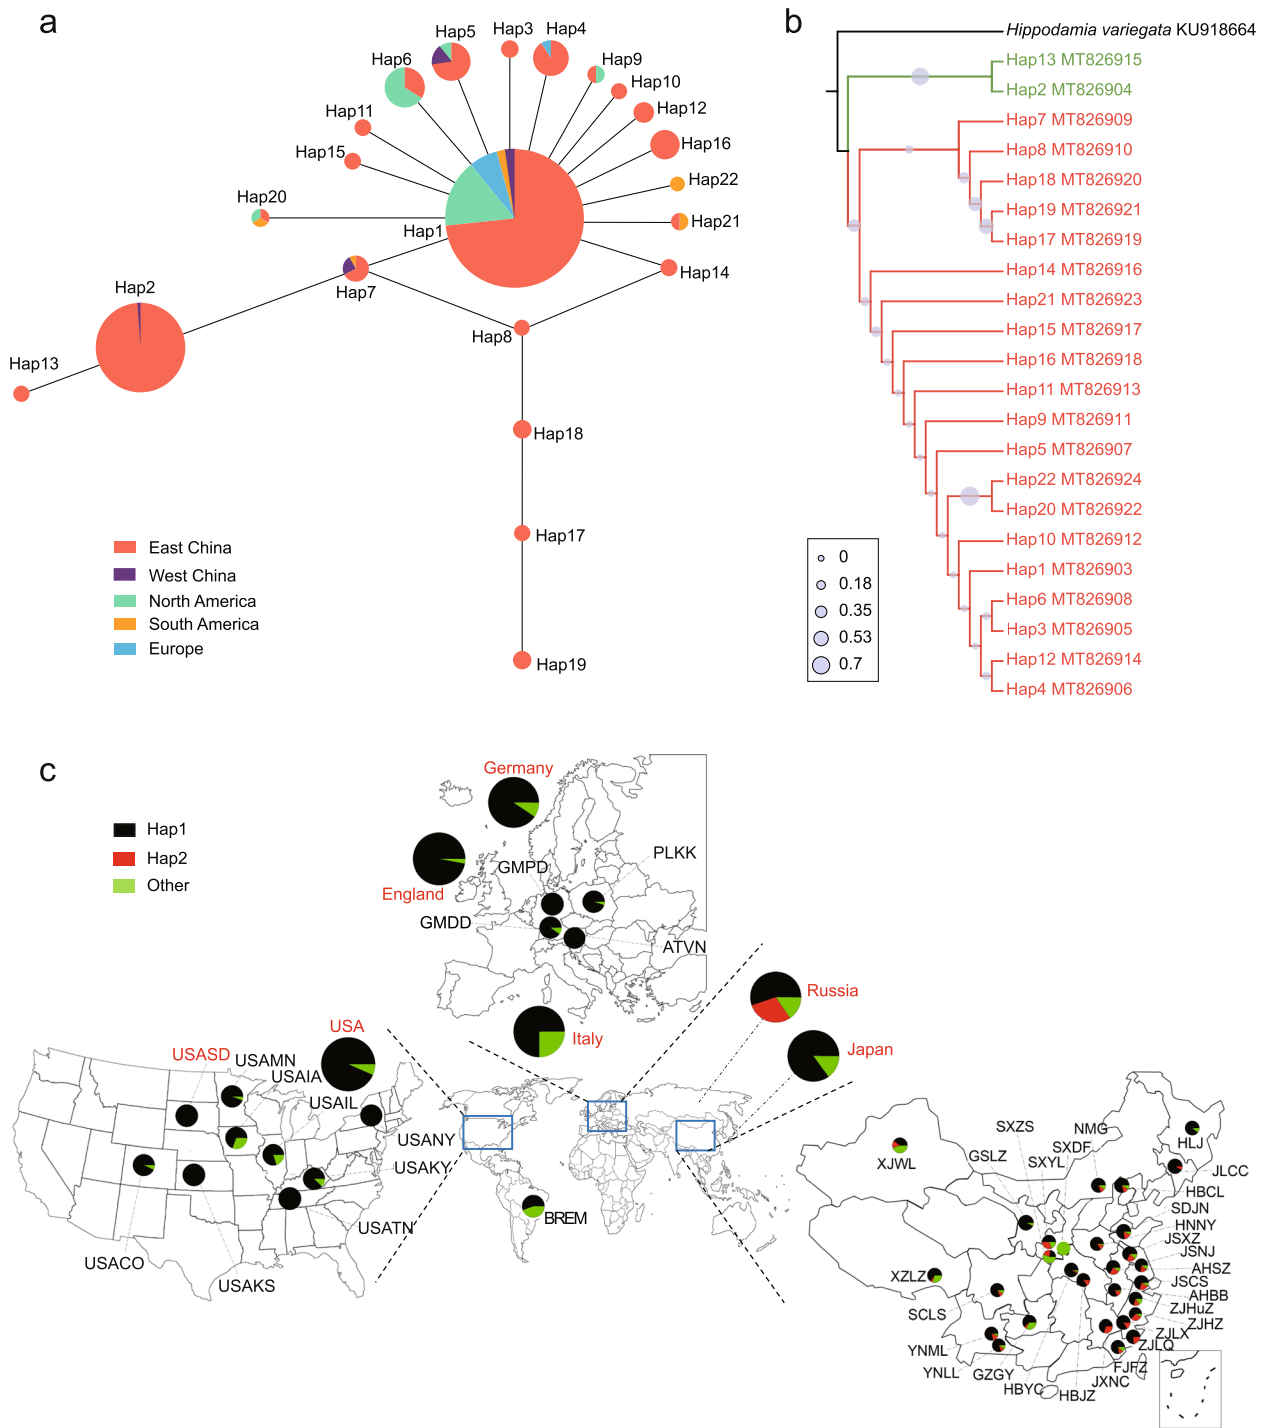 a
Hap3
Hap4
Hap5
Hap6
Hap9
Hap10
Hap11
Hap12
Hap15
Hap16
Hap22
Hap20
Hap21
Hap1
Hap14
Hap7
Hap2
Hap8
Hap13
Hap18
Hap17
Hap19
East China
West China
North America
South America
Europe
b
Hippodamia variegata KU918664
Hap13 MT826915
Hap2 MT826904
Hap7 MT826909
Hap8 MT826910
Hap18 MT826920
Hap19 MT826921
Hap17 MT826919
Hap14 MT826916
Hap21 MT826923
Hap15 MT826917
Hap16 MT826918
Hap11 MT826913
Hap9 MT826911
Hap5 MT826907
Hap22 MT826924
Hap20 MT826922
Hap10 MT826912
Hap1 MT826903
Hap6 MT826908
Hap3 MT826905
Hap12 MT826914
Hap4 MT826906
0
0.18
0.35
0.53
0.7
c
Hap1
Hap2
Other
Germany
England
GMPD
PLKK
GMDD
ATVN
Italy
Russia
Japan
USA
USASD
USAMN
USAIA
USAIL
USANY
USAKY
USATN
USACO
USAKS
BREM
XJWL
GSLZ
SXZS
SXYL
SXDF
NMG
HLJ
JLCC
HBCL
SDJN
HNNY
JSXZ
JSNJ
AHSZ
JSCS
AHBB
ZJHuZ
ZJHZ
ZJLX
ZJLQ
FJFZ
JXNC
HBJZ
HBYC
GZGY
YNLL
YNML
SCLS
XZLZ